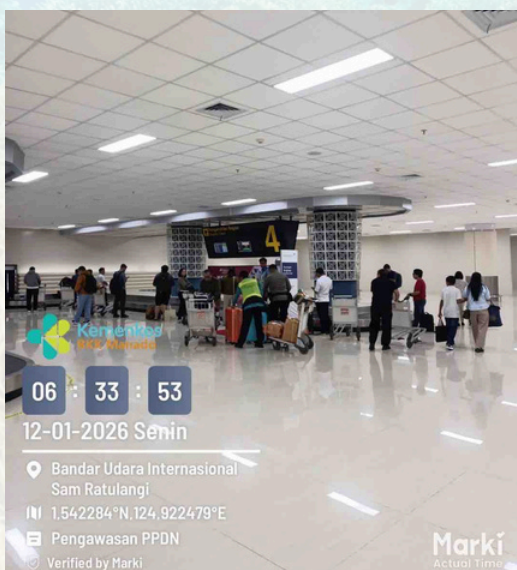 4
Kemenkes
BKK Manado
06 : 33 : 53
12-01-2026 Senin
Bandar Udara Internasional
Sam Ratulangi
1.542284°N,124.922479°E
Pengawasan PPDN
Verified by Marki
Marki
Actual Time